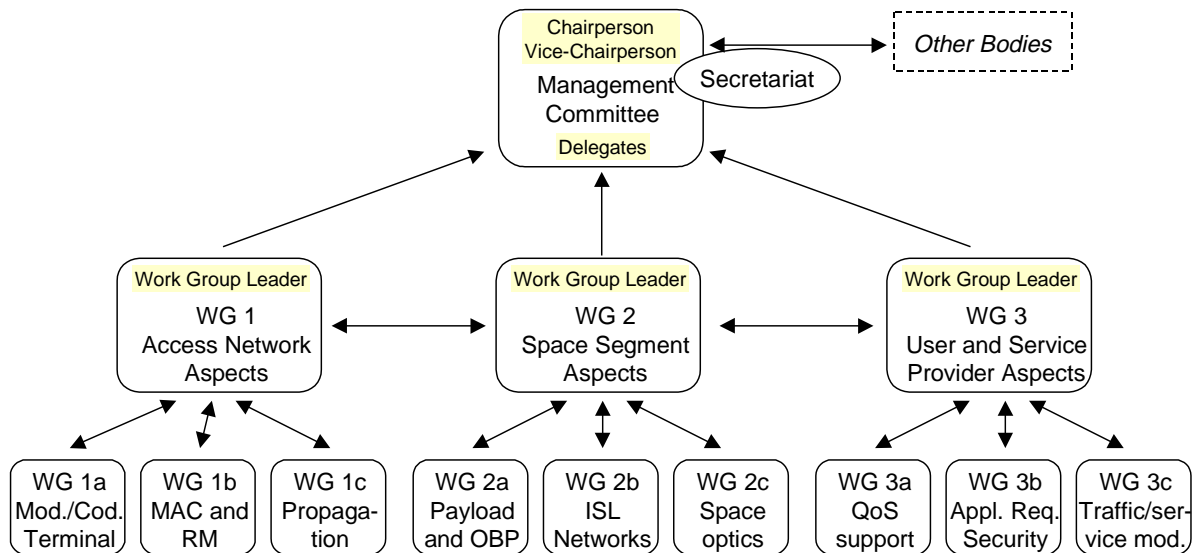 Chairperson
Vice-Chairperson
Management
Committee
Delegates
Secretariat
Other Bodies
Work Group Leader
WG 1
Access Network
Aspects
Work Group Leader
WG 2
Space Segment
Aspects
Work Group Leader
WG 3
User and Service
Provider Aspects
WG 1a
Mod./Cod.
Terminal
WG 1b
MAC and
RM
WG 1c
Propaga-
tion
WG 2a
Payload
and OBP
WG 2b
ISL
Networks
WG 2c
Space
optics
WG 3a
QoS
support
WG 3b
Appl. Req.
Security
WG 3c
Traffic/ser-
vice mod.